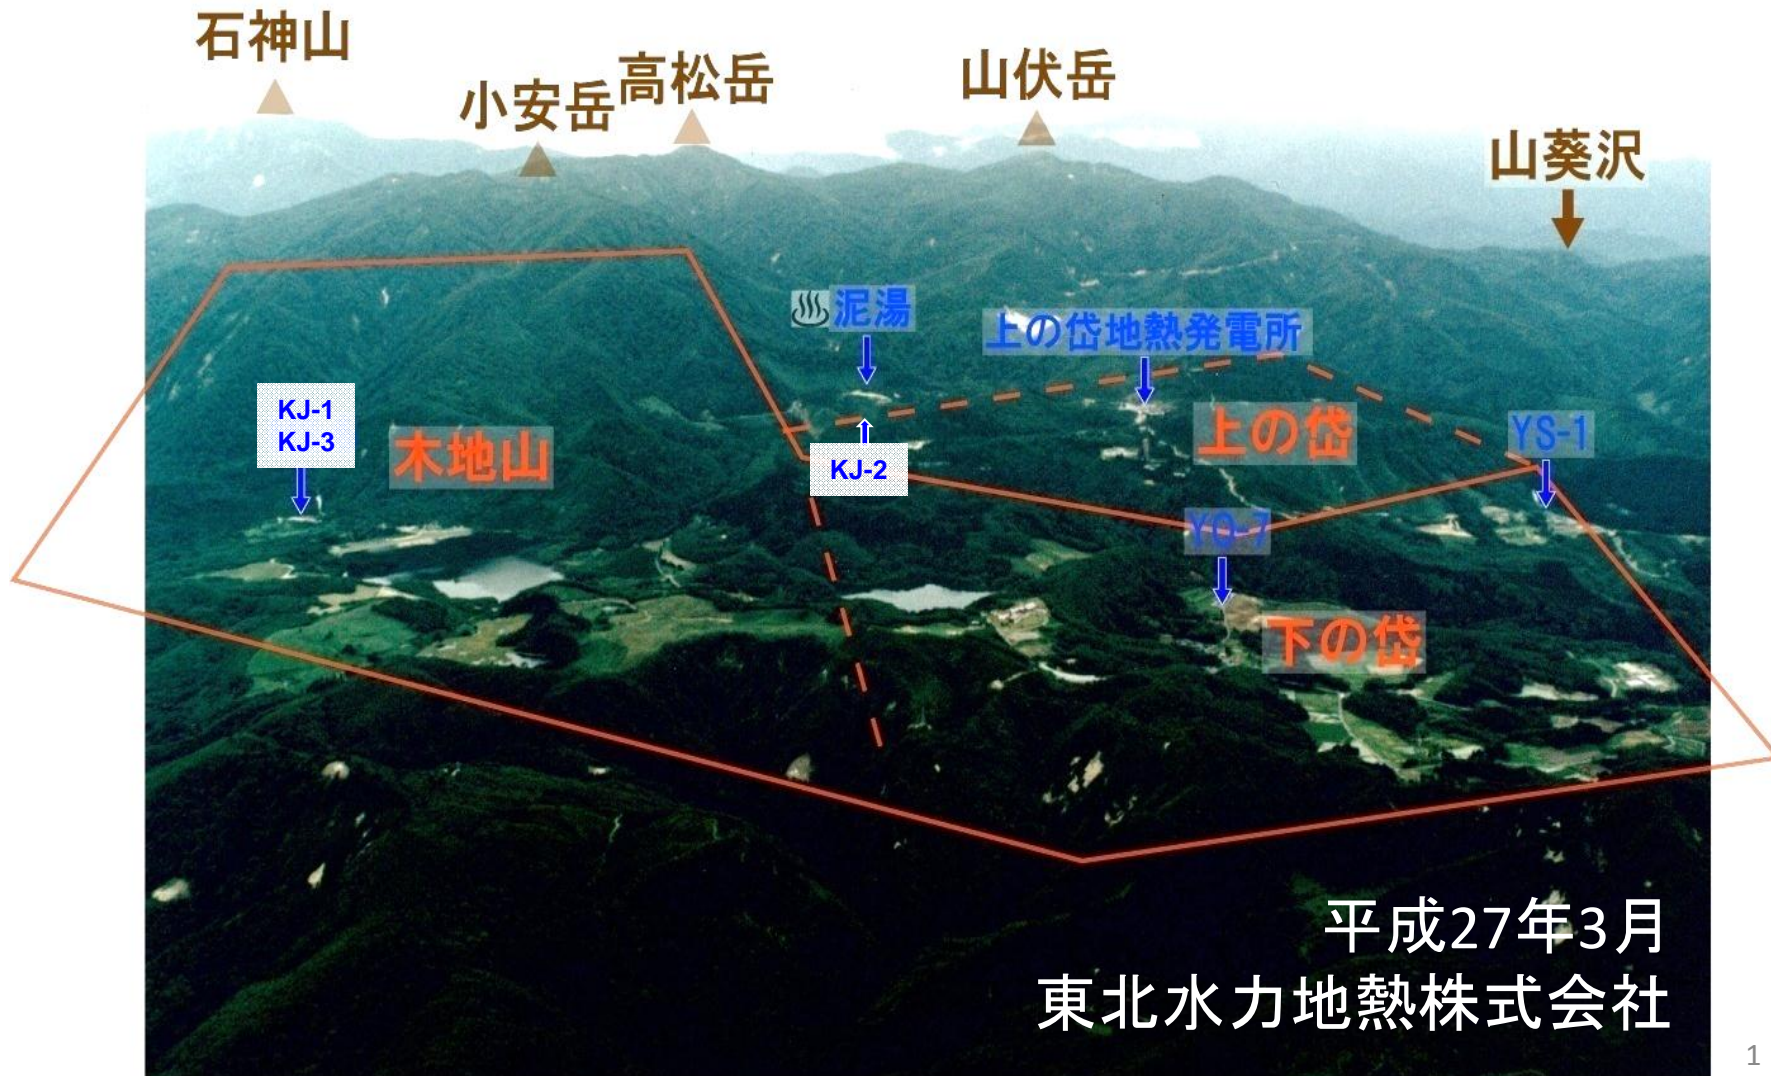 石神山
小安岳
高松岳
山伏岳
山葵沢
泥湯
上の岱地熱発電所
KJ-1
KJ-3
木地山
KJ-2
上の岱
YS-1
YO-7
下の岱
平成27年3月
東北水力地熱株式会社
1